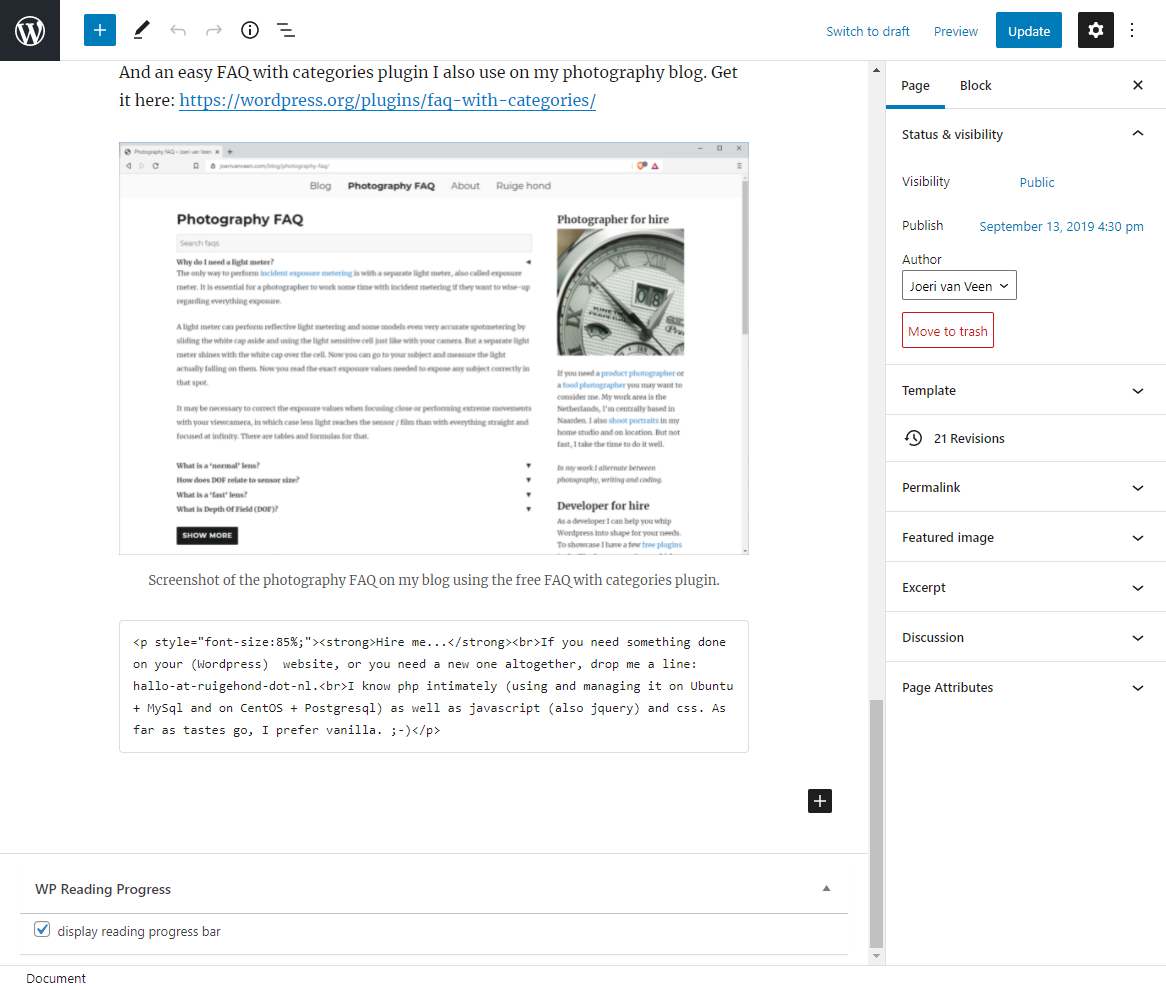 Switch to draft
Preview
Update
And an easy FAQ with categories plugin I also use on my photography blog. Get
it here: https://wordpress.org/plugins/faq-with-categories/
Photography FAQ - Joeri van Veen
joerivanveen.com/blog/photography-faq/
Blog Photography FAQ About Ruige hond
Photography FAQ
Search faqs
Why do I need a light meter?
The only way to perform incident exposure metering is with a separate light meter, also called exposure
meter. It is essential for a photographer to work some time with incident metering if they want to wise-up
regarding everything exposure.
A light meter can perform reflective light metering and some models even very accurate spotmetering by
sliding the white cap aside and using the light sensitive cell just like with your camera. But a separate light
meter shines with the white cap over the cell. Now you can go to your subject and measure the light
actually falling on them. Now you read the exact exposure values needed to expose any subject correctly in
that spot.
It may be necessary to correct the exposure values when focusing close or performing extreme movements
with your viewcamera, in which case less light reaches the sensor / film than with everything straight and
focused at infinity. There are tables and formulas for that.
What is a 'normal' lens?
How does DOF relate to sensor size?
What is a 'fast' lens?
What is Depth Of Field (DOF)?
SHOW MORE
Photographer for hire
If you need a product photographer or
a food photographer you may want to
consider me. My work area is the
Netherlands, I'm centrally based in
Naarden. I also shoot portraits in my
home studio and on location. But not
fast, I take the time to do it well.
In my work I alternate between
photography, writing and coding.
Developer for hire
As a developer I can help you whip
Wordpress into shape for your needs.
To showcase I have a few free plugins
Screenshot of the photography FAQ on my blog using the free FAQ with categories plugin.
<p style="font-size:85%;"><strong>Hire me...</strong><br>If you need something done
on your (Wordpress)  website, or you need a new one altogether, drop me a line:
hallo-at-ruigehond-dot-nl.<br>I know php intimately (using and managing it on Ubuntu
+ MySql and on CentOS + Postgresql) as well as javascript (also jquery) and css. As
far as tastes go, I prefer vanilla. ;-)</p>
WP Reading Progress
display reading progress bar
Document
Page
Block
Status & visibility
Visibility
Public
Publish
September 13, 2019 4:30 pm
Author
Joeri van Veen
Move to trash
Template
21 Revisions
Permalink
Featured image
Excerpt
Discussion
Page Attributes